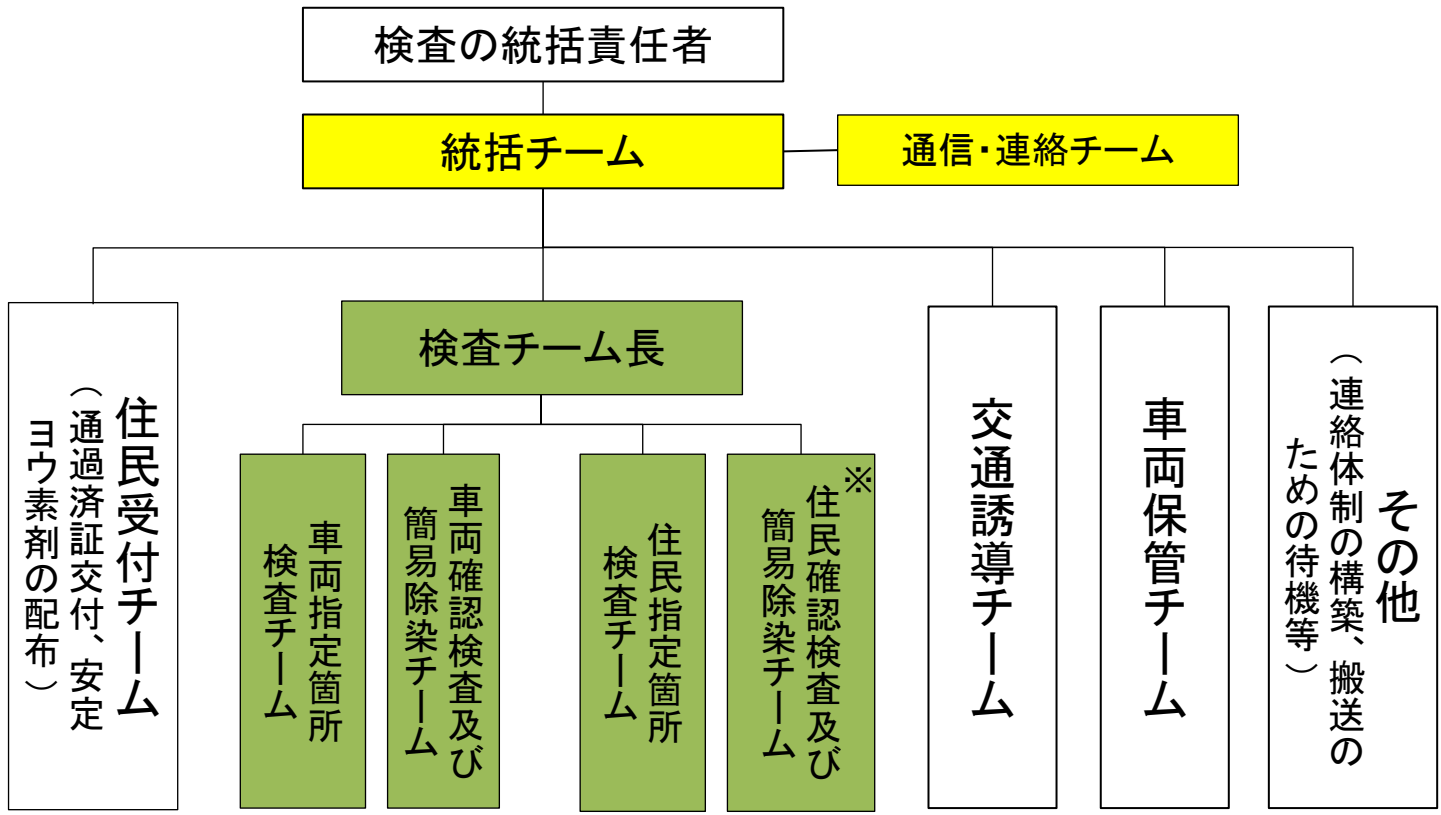 検査の統括責任者
統括チーム
通信・連絡チーム
住民受付チーム
（通過済証交付、安定
ヨウ素剤の配布）
検査チーム長
車両指定箇所
検査チーム
車両確認検査及び
簡易除染チーム
住民指定箇所
検査チーム
※
住民確認検査及び
簡易除染チーム
交通誘導チーム
車両保管チーム
その他
（連絡体制の構築、搬送の
ための待機等）